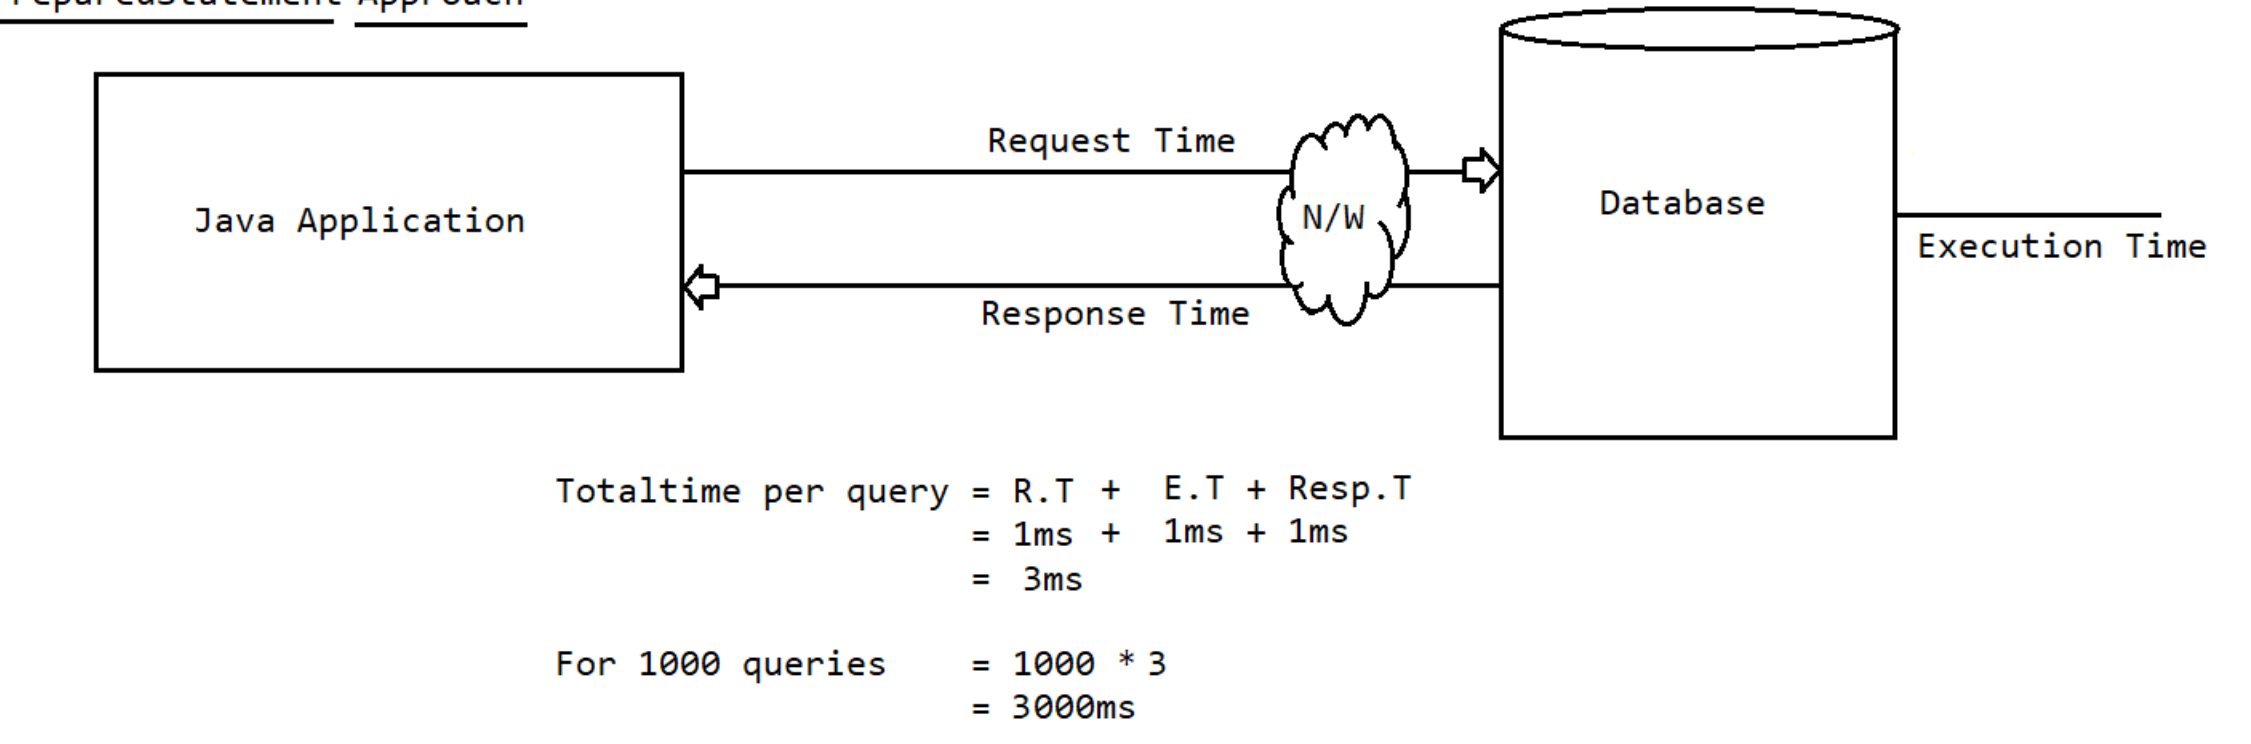 Approach
Java Application
Request Time
N/W
Response Time
Database
Execution Time
Totaltime per query = R.T + E.T + Resp.T
= 1ms + 1ms + 1ms
= 3ms
For 1000 queries = 1000 * 3
= 3000ms